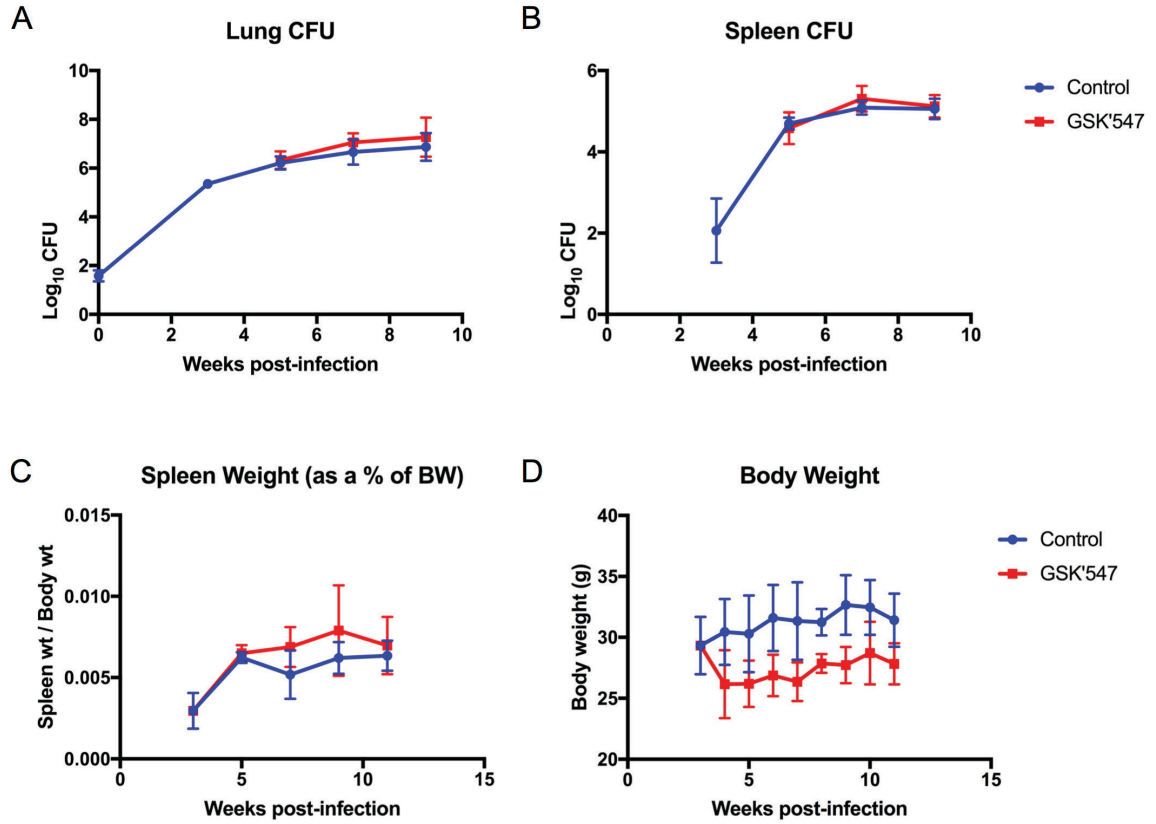 A
Lung CFU
Log10 CFU
10
8
6
4
2
0
0 2 4 6 8 10
Weeks post-infection
B
Spleen CFU
Log10 CFU
6
4
2
0
0 2 4 6 8 10
Weeks post-infection
Control
GSK'547
C
Spleen Weight (as a % of BW)
Spleen wt / Body wt
0.015
0.010
0.005
0.000
0 5 10 15
Weeks post-infection
D
Body Weight
Body weight (g)
40
35
30
25
20
0 5 10 15
Weeks post-infection
Control
GSK'547